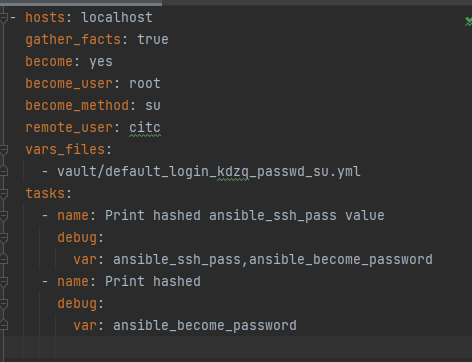 - hosts: localhost
  gather_facts: true
  become: yes
  become_user: root
  become_method: su
  remote_user: citc
  vars_files:
    - vault/default_login_kdzq_passwd_su.yml
  tasks:
    - name: Print hashed ansible_ssh_pass value
      debug:
        var: ansible_ssh_pass,ansible_become_password
    - name: Print hashed
      debug:
        var: ansible_become_password